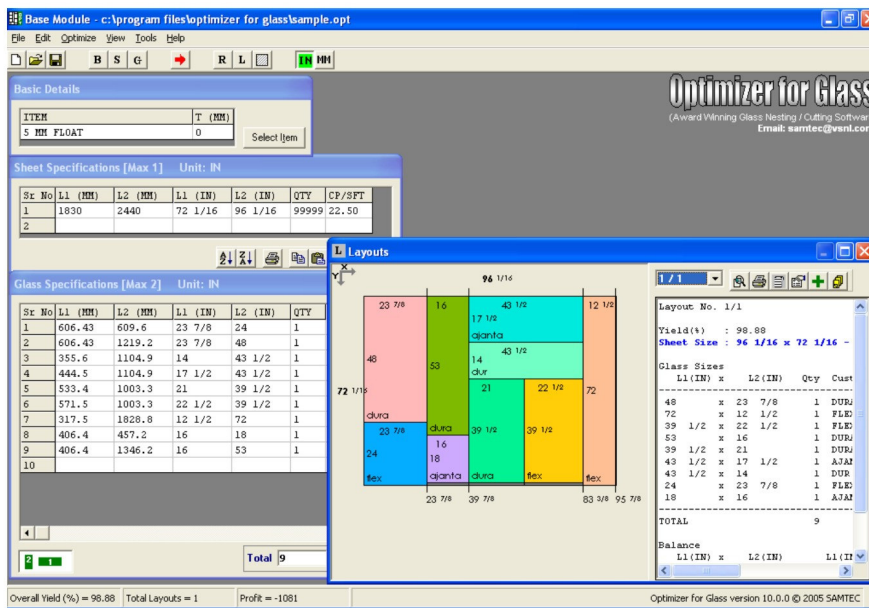 Base Module - c:\program files\optimizer for glass\sample.opt
File Edit Optimize View Tools Help
B S G R L IN MM
Optimizer for Glass
(Award Winning Glass Nesting / Cutting Software
Email: samtec@vsnl.com
Basic Details
ITEM T (MM)
5 MM FLOAT 0
Select Item
Sheet Specifications [Max 1] Unit: IN
Sr No L1 (MM) L2 (MM) L1 (IN) L2 (IN) QTY CP/SFT
1 1830 2440 72 1/16 96 1/16 99999 22.50
2
Glass Specifications [Max 2] Unit: IN
Sr No L1 (MM) L2 (MM) L1 (IN) L2 (IN) QTY
1 606.43 609.6 23 7/8 24 1
2 606.43 1219.2 23 7/8 48 1
3 355.6 1104.9 14 43 1/2 1
4 444.5 1104.9 17 1/2 43 1/2 1
5 533.4 1003.3 21 39 1/2 1
6 571.5 1003.3 22 1/2 39 1/2 1
7 317.5 1828.8 12 1/2 72 1
8 406.4 457.2 16 18 1
9 406.4 1346.2 16 53 1
10
2 1
Total 9
L Layouts
X
Y
96 1/16
72 1/16
23 7/8
48
dura
23 7/8
24
flex
16
53
dura
16
18
ajanta
43 1/2
17 1/2
ajanta
43 1/2
14
dur
21
39 1/2
dura
22 1/2
39 1/2
flex
12 1/2
72
flex
23 7/8 39 7/8 83 3/8 95 7/8
1 / 1
Layout No. 1/1
Yield(%) : 98.88
Sheet Size : 96 1/16 x 72 1/16 -
Glass Sizes
L1(IN) x L2(IN) Qty Cust
48 x 23 7/8 1 DURA
72 x 12 1/2 1 FLEX
39 1/2 x 22 1/2 1 FLEX
53 x 16 1 DURA
39 1/2 x 21 1 DURA
43 1/2 x 17 1/2 1 AJAN
43 1/2 x 14 1 DUR
24 x 23 7/8 1 FLEX
18 x 16 1 AJAN
TOTAL 9
Balance
L1(IN) x L2(IN) L1(IN
Overall Yield (%) = 98.88 Total Layouts = 1 Profit = -1081 Optimizer for Glass version 10.0.0 © 2005 SAMTEC